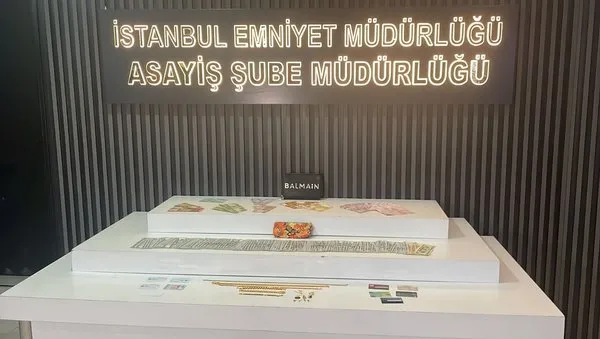 İSTANBUL EMNİYET MÜDÜRLÜĞÜ
ASAYİŞ ŞUBE MÜDÜRLÜĞÜ
BALMAIN